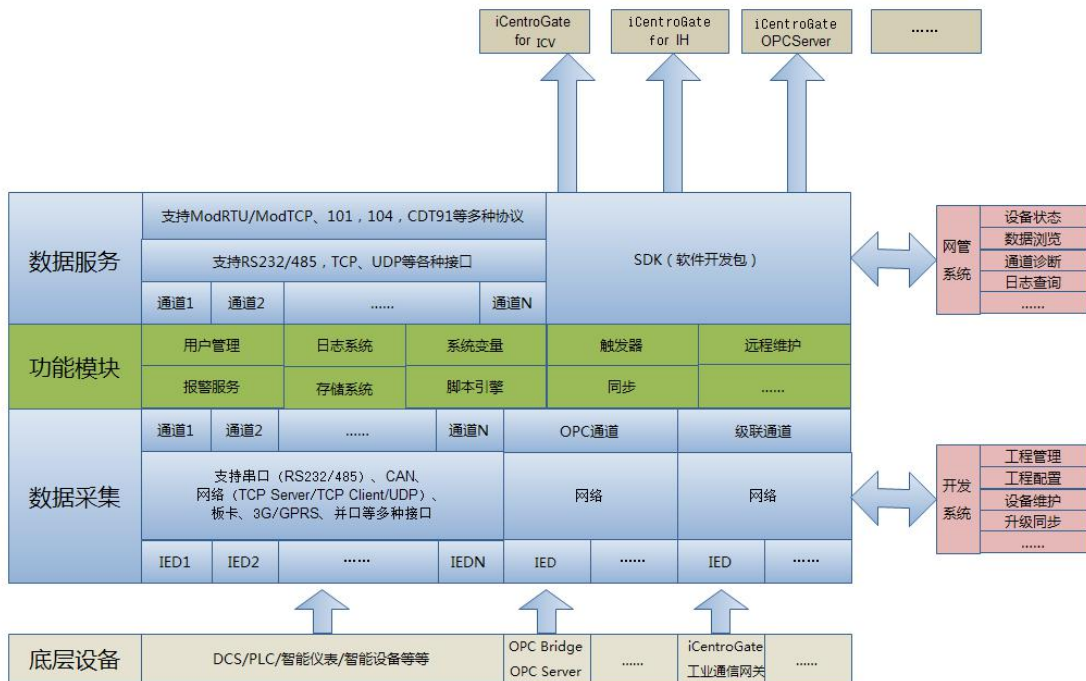 iCentroGate
for ICV
iCentroGate
for IH
iCentroGate
OPCServer
······
数据服务
支持ModRTU/ModTCP、101，104，CDT91等多种协议
支持RS232/485，TCP、UDP等各种接口
通道1
通道2
......
通道N
SDK（软件开发包）
网管
系统
设备状态
数据浏览
通道诊断
日志查询
......
功能模块
用户管理
日志系统
系统变量
触发器
远程维护
报警服务
存储系统
脚本引擎
同步
......
数据采集
通道1
通道2
......
通道N
OPC通道
级联通道
支持串口（RS232/485）、CAN、
网络（TCP Server/TCP Client/UDP）、
板卡、3G/GPRS、并口等多种接口
网络
网络
IED1
IED2
······
IEDN
IED
......
IED
······
开发
系统
工程管理
工程配置
设备维护
升级同步
......
底层设备
DCS/PLC/智能仪表/智能设备等等
OPC Bridge
OPC Server
......
iCentroGate
工业通信网关
......